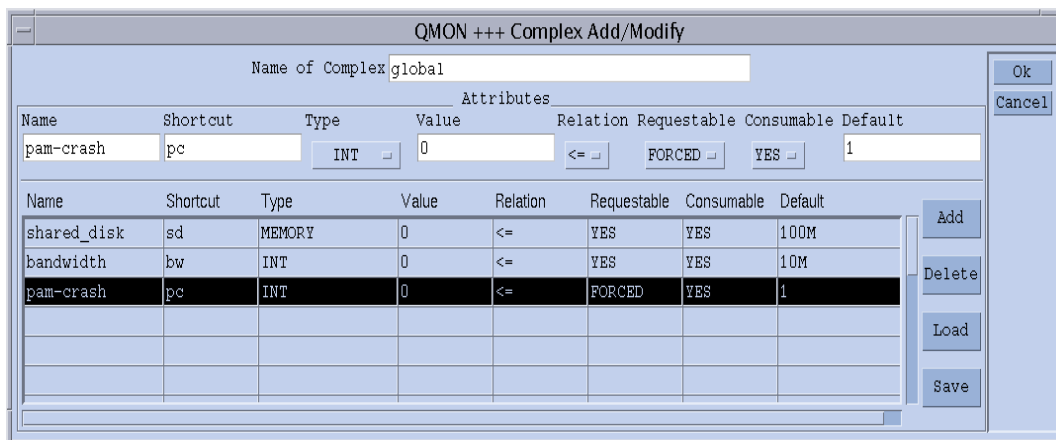 QMON +++ Complex Add/Modify
Name of Complex global
Ok
Cancel
Attributes
Name Shortcut Type Value Relation Requestable Consumable Default
pam-crash pc INT 0 <= FORCED YES 1
Name Shortcut Type Value Relation Requestable Consumable Default
shared_disk sd MEMORY 0 <= YES YES 100M
bandwidth bw INT 0 <= YES YES 10M
pam-crash pc INT 0 <= FORCED YES 1
Add
Delete
Load
Save